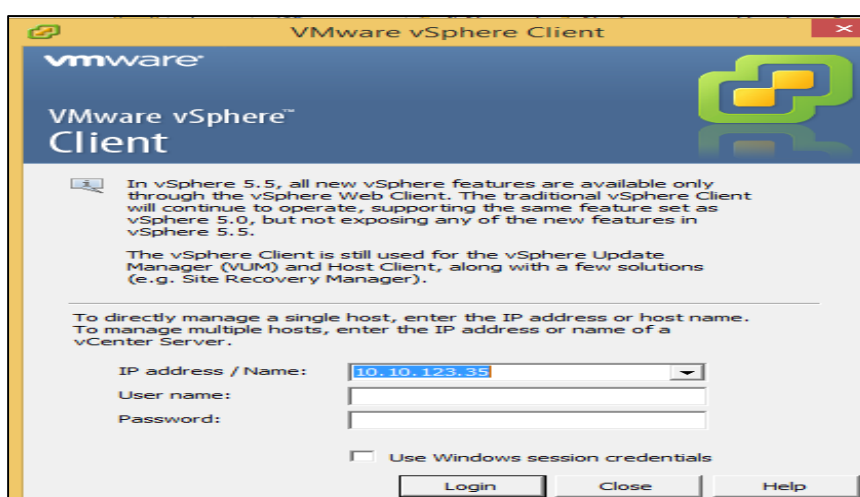 VMware vSphere Client
vmware
VMware vSphere™
Client
In vSphere 5.5, all new vSphere features are available only
through the vSphere Web Client. The traditional vSphere Client
will continue to operate, supporting the same feature set as
vSphere 5.0, but not exposing any of the new features in
vSphere 5.5.
The vSphere Client is still used for the vSphere Update
Manager (VUM) and Host Client, along with a few solutions
(e.g. Site Recovery Manager).
To directly manage a single host, enter the IP address or host name.
To manage multiple hosts, enter the IP address or name of a
vCenter Server.
IP address / Name: 10.10.123.35
User name:
Password:
Use Windows session credentials
Login Close Help